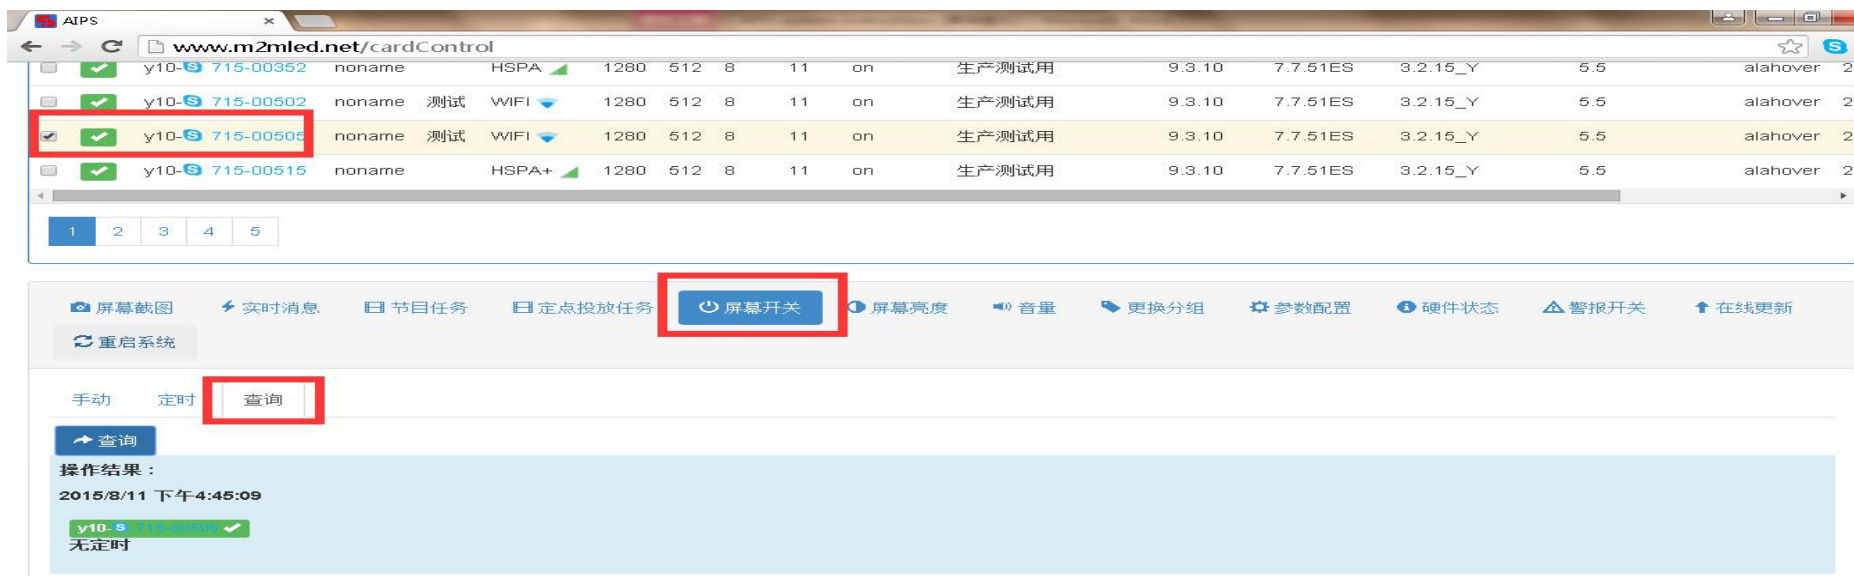 AIPS
www.m2mled.net/cardControl
y10- 715-00352 noname HSPA 1280 512 8 11 on 生产测试用 9.3.10 7.7.51ES 3.2.15_Y 5.5 alahover 2
y10- 715-00502 noname 测试 WIFI 1280 512 8 11 on 生产测试用 9.3.10 7.7.51ES 3.2.15_Y 5.5 alahover 2
y10- 715-00505 noname 测试 WIFI 1280 512 8 11 on 生产测试用 9.3.10 7.7.51ES 3.2.15_Y 5.5 alahover 2
y10- 715-00515 noname HSPA+ 1280 512 8 11 on 生产测试用 9.3.10 7.7.51ES 3.2.15_Y 5.5 alahover 2
1 2 3 4 5
屏幕截图 实时消息 节目任务 定点投放任务 屏幕开关 屏幕亮度 音量 更换分组 参数配置 硬件状态 警报开关 在线更新
重启系统
手动 定时 查询
查询
操作结果：
2015/8/11 下午4:45:09
y10- 715-00505
无定时